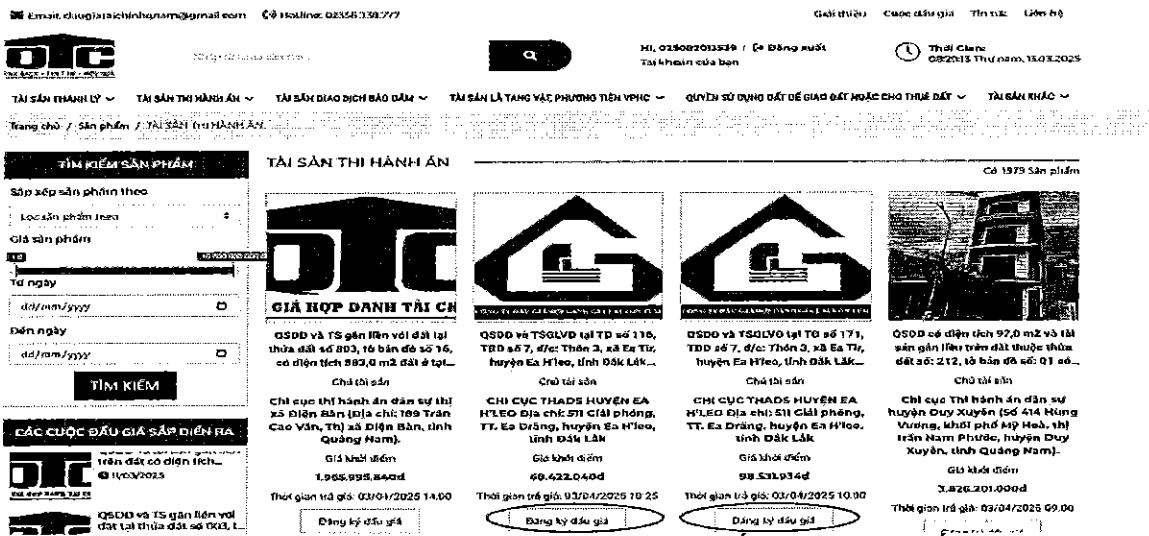 Email: daugiataichinhqnam@gmail.com Hotline: 02356.330.777
Giới thiệu Cuộc đấu giá Tin tức Liên hệ
DTC
Hi, 025082013539 / Đăng xuất
Tài khoản của bạn
Thời Gian:
08:20:13 Thứ năm, 13.03.2025
TÀI SẢN THANH LÝ TÀI SẢN THI HÀNH ÁN TÀI SẢN GIAO DỊCH BẢO ĐẢM TÀI SẢN LÀ TANG VẬT, PHƯƠNG TIỆN VPHC QUYỀN SỬ DỤNG ĐẤT ĐỂ GIAO ĐẤT HOẶC CHO THUÊ ĐẤT TÀI SẢN KHÁC
Trang chủ / Sản phẩm / TÀI SẢN THI HÀNH ÁN
TÌM KIẾM SẢN PHẨM
Sắp xếp sản phẩm theo
Lọc sản phẩm theo
Giá sản phẩm
Từ ngày
dd/mm/yyyy
Đến ngày
dd/mm/yyyy
TÌM KIẾM
CÁC CUỘC ĐẤU GIÁ SẮP DIỄN RA
trên đất có diện tích...
11/03/2025
QSDĐ và TS gắn liền với
đất tại thửa đất số 803, t...
TÀI SẢN THI HÀNH ÁN
Có 1979 Sản phẩm
DTC
GIÁ HỢP DANH TÀI CH
QSDĐ và TS gắn liền với đất tại
thửa đất số 803, tờ bản đồ số 16,
có diện tích 983,0 m2 đất ở tại...
Chủ tài sản
Chi cục thi hành án dân sự thị
xã Điện Bàn (Địa chỉ: 189 Trần
Cao Vân, Thị xã Điện Bàn, tỉnh
Quảng Nam).
Giá khởi điểm
1.965.995.840đ
Thời gian trả giá: 03/04/2025 14:00
Đăng ký đấu giá
QSDĐ và TSGLVĐ tại TĐ số 116,
TBĐ số 7, đ/c: Thôn 3, xã Ea Tir,
huyện Ea H'leo, tỉnh Đắk Lắk...
Chủ tài sản
CHI CỤC THADS HUYỆN EA
H'LEO Địa chỉ: 511 Giải phóng,
TT. Ea Drăng, huyện Ea H'leo,
tỉnh Đắk Lắk
Giá khởi điểm
60.422.040đ
Thời gian trả giá: 03/04/2025 10:25
Đăng ký đấu giá
QSDĐ và TSGLVĐ tại TĐ số 171,
TBĐ số 7, đ/c: Thôn 3, xã Ea Tir,
huyện Ea H'leo, tỉnh Đắk Lắk...
Chủ tài sản
CHI CỤC THADS HUYỆN EA
H'LEO Địa chỉ: 511 Giải phóng,
TT. Ea Drăng, huyện Ea H'leo,
tỉnh Đắk Lắk
Giá khởi điểm
98.531.934đ
Thời gian trả giá: 03/04/2025 10:00
Đăng ký đấu giá
QSDĐ có diện tích 97,0 m2 và tài
sản gắn liền trên đất thuộc thửa
đất số: 212, tờ bản đồ số: 01 có...
Chủ tài sản
Chi cục Thi hành án dân sự
huyện Duy Xuyên (Số 414 Hùng
Vương, khối phố Mỹ Hoà, thị
trấn Nam Phước, huyện Duy
Xuyên, tỉnh Quảng Nam).
Giá khởi điểm
3.826.201.000đ
Thời gian trả giá: 03/04/2025 09:00
Đăng ký đấu giá